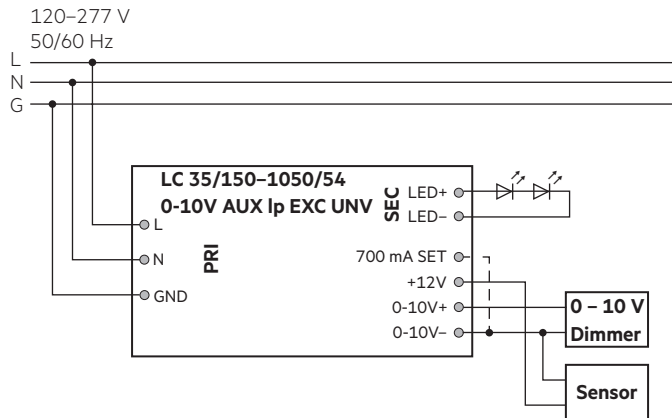 120–277 V
50/60 Hz
L
N
G
LC 35/150–1050/54
0-10V AUX lp EXC UNV
PRI
SEC
L
N
GND
LED+
LED–
700 mA SET
+12V
0-10V+
0-10V–
0 – 10 V
Dimmer
Sensor